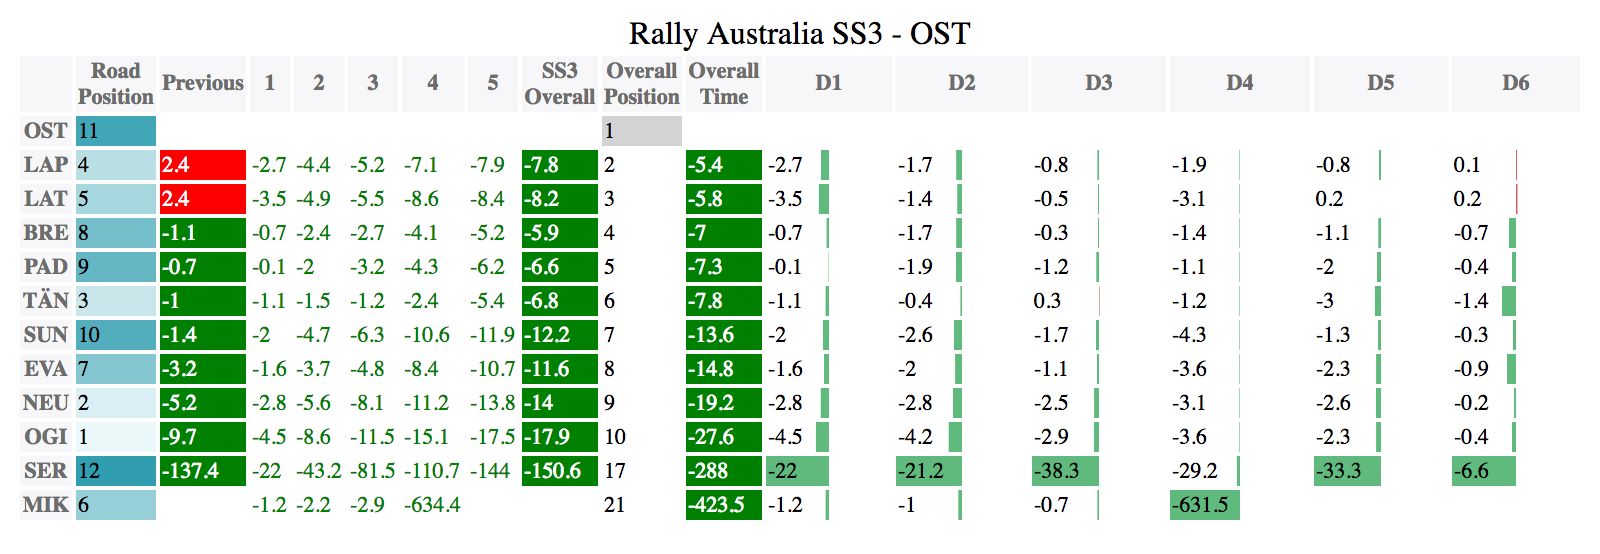 Rally Australia SS3 - OST
Road Position Previous 1 2 3 4 5 SS3 Overall Overall Position Overall Time D1 D2 D3 D4 D5 D6
OST 11 1
LAP 4 2.4 -2.7 -4.4 -5.2 -7.1 -7.9 -7.8 2 -5.4 -2.7 -1.7 -0.8 -1.9 -0.8 0.1
LAT 5 2.4 -3.5 -4.9 -5.5 -8.6 -8.4 -8.2 3 -5.8 -3.5 -1.4 -0.5 -3.1 0.2 0.2
BRE 8 -1.1 -0.7 -2.4 -2.7 -4.1 -5.2 -5.9 4 -7 -0.7 -1.7 -0.3 -1.4 -1.1 -0.7
PAD 9 -0.7 -0.1 -2 -3.2 -4.3 -6.2 -6.6 5 -7.3 -0.1 -1.9 -1.2 -1.1 -2 -0.4
TÄN 3 -1 -1.1 -1.5 -1.2 -2.4 -5.4 -6.8 6 -7.8 -1.1 -0.4 0.3 -1.2 -3 -1.4
SUN 10 -1.4 -2 -4.7 -6.3 -10.6 -11.9 -12.2 7 -13.6 -2 -2.6 -1.7 -4.3 -1.3 -0.3
EVA 7 -3.2 -1.6 -3.7 -4.8 -8.4 -10.7 -11.6 8 -14.8 -1.6 -2 -1.1 -3.6 -2.3 -0.9
NEU 2 -5.2 -2.8 -5.6 -8.1 -11.2 -13.8 -14 9 -19.2 -2.8 -2.8 -2.5 -3.1 -2.6 -0.2
OGI 1 -9.7 -4.5 -8.6 -11.5 -15.1 -17.5 -17.9 10 -27.6 -4.5 -4.2 -2.9 -3.6 -2.3 -0.4
SER 12 -137.4 -22 -43.2 -81.5 -110.7 -144 -150.6 17 -288 -22 -21.2 -38.3 -29.2 -33.3 -6.6
MIK 6 -1.2 -2.2 -2.9 -634.4 21 -423.5 -1.2 -1 -0.7 -631.5